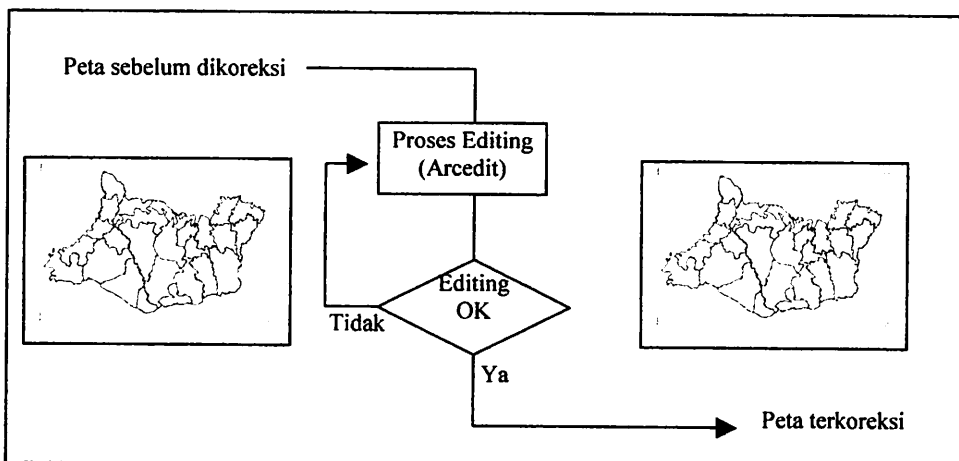 Peta sebelum dikoreksi
Proses Editing
(Arcedit)
Editing
OK
Tidak
Ya
Peta terkoreksi